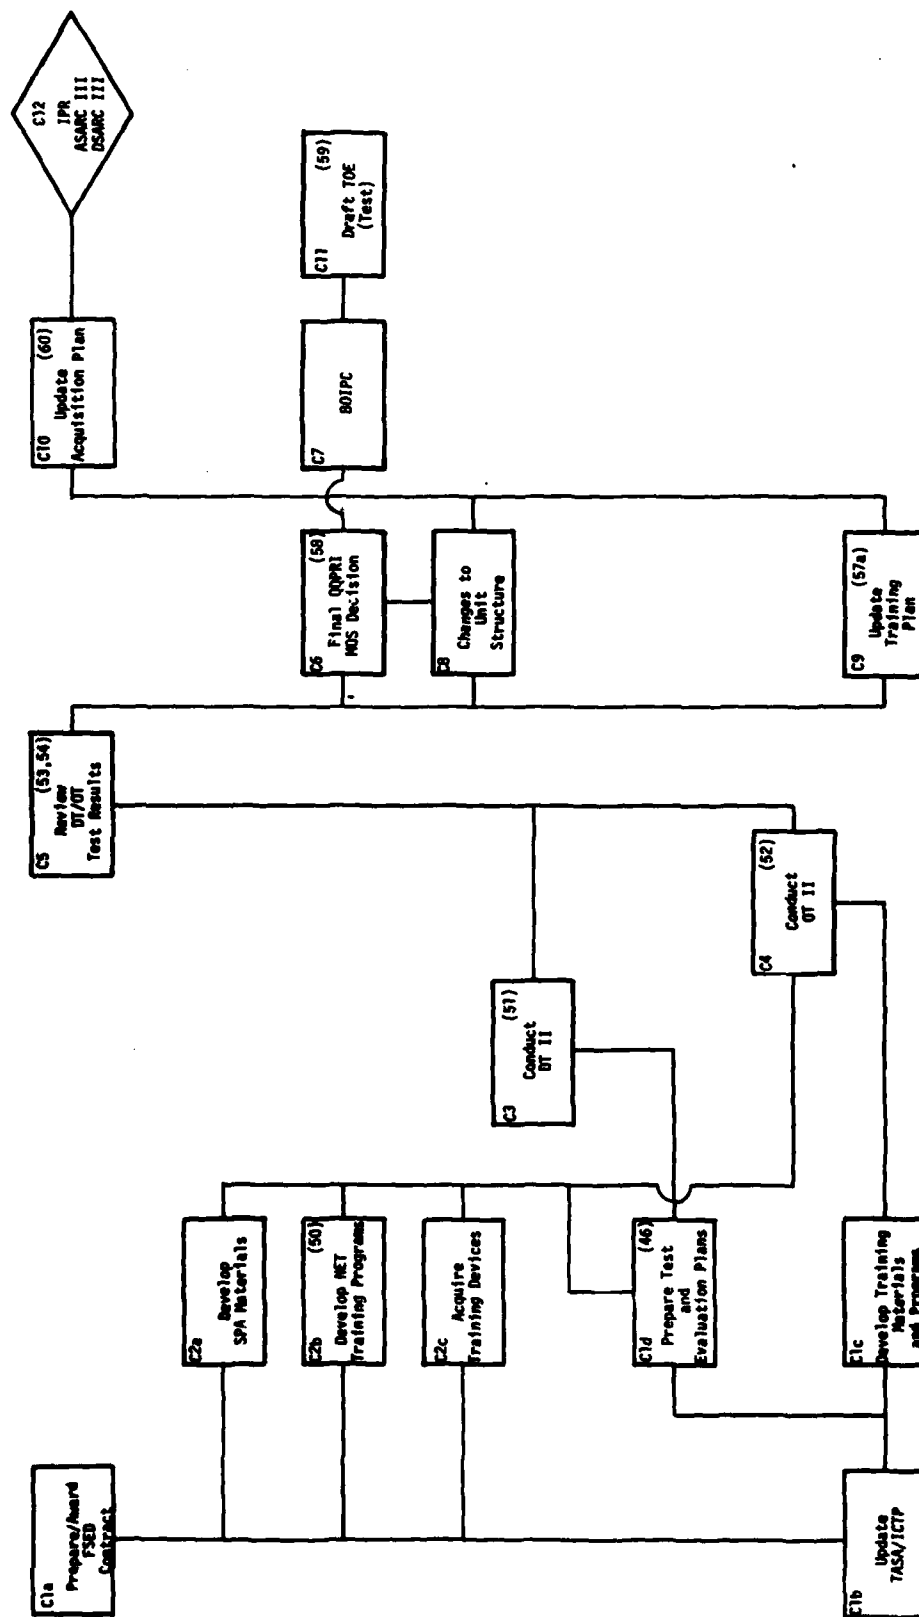 C1a
Prepare/Award
FSED
Contract
C1b
Update
TASA/ICTP
C2a
Develop
SPA Materials
C2b (50)
Develop NET
Training Programs
C2c
Acquire
Training Devices
C1d (46)
Prepare Test
and
Evaluation Plans
C1c
Develop Training
Materials
and Programs
C3 (51)
Conduct
DT II
C4 (52)
Conduct
OT II
C5 (53,54)
Review
DT/OT
Test Results
C6 (58)
Final QQPRI
MOS Decision
C8
Changes to
Unit
Structure
C9 (57a)
Update
Training
Plan
C7
BOIPC
C10 (60)
Update
Acquisition Plan
C11 (59)
Draft TOE
(Test)
C12
IPR
ASARC III
DSARC III